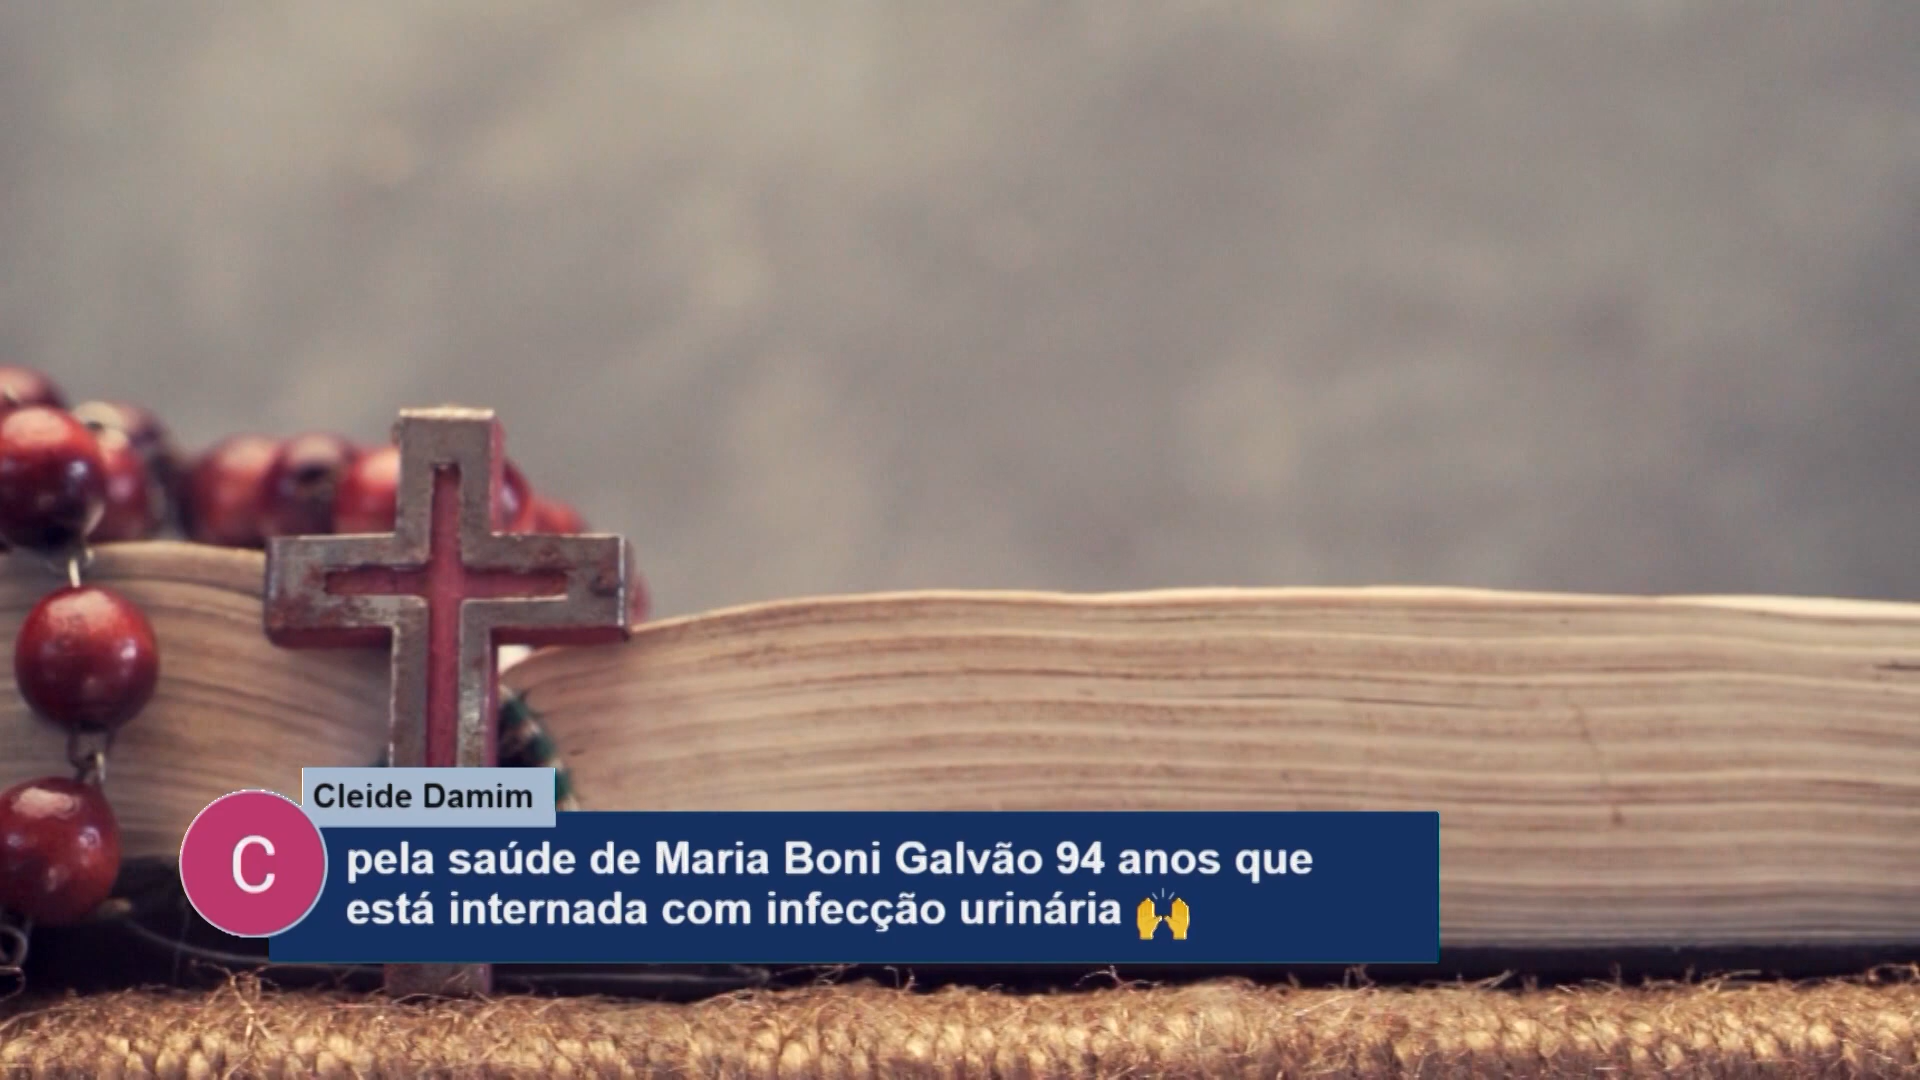 Cleide Damim
C
pela saúde de Maria Boni Galvão 94 anos que
está internada com infecção urinária 🙌